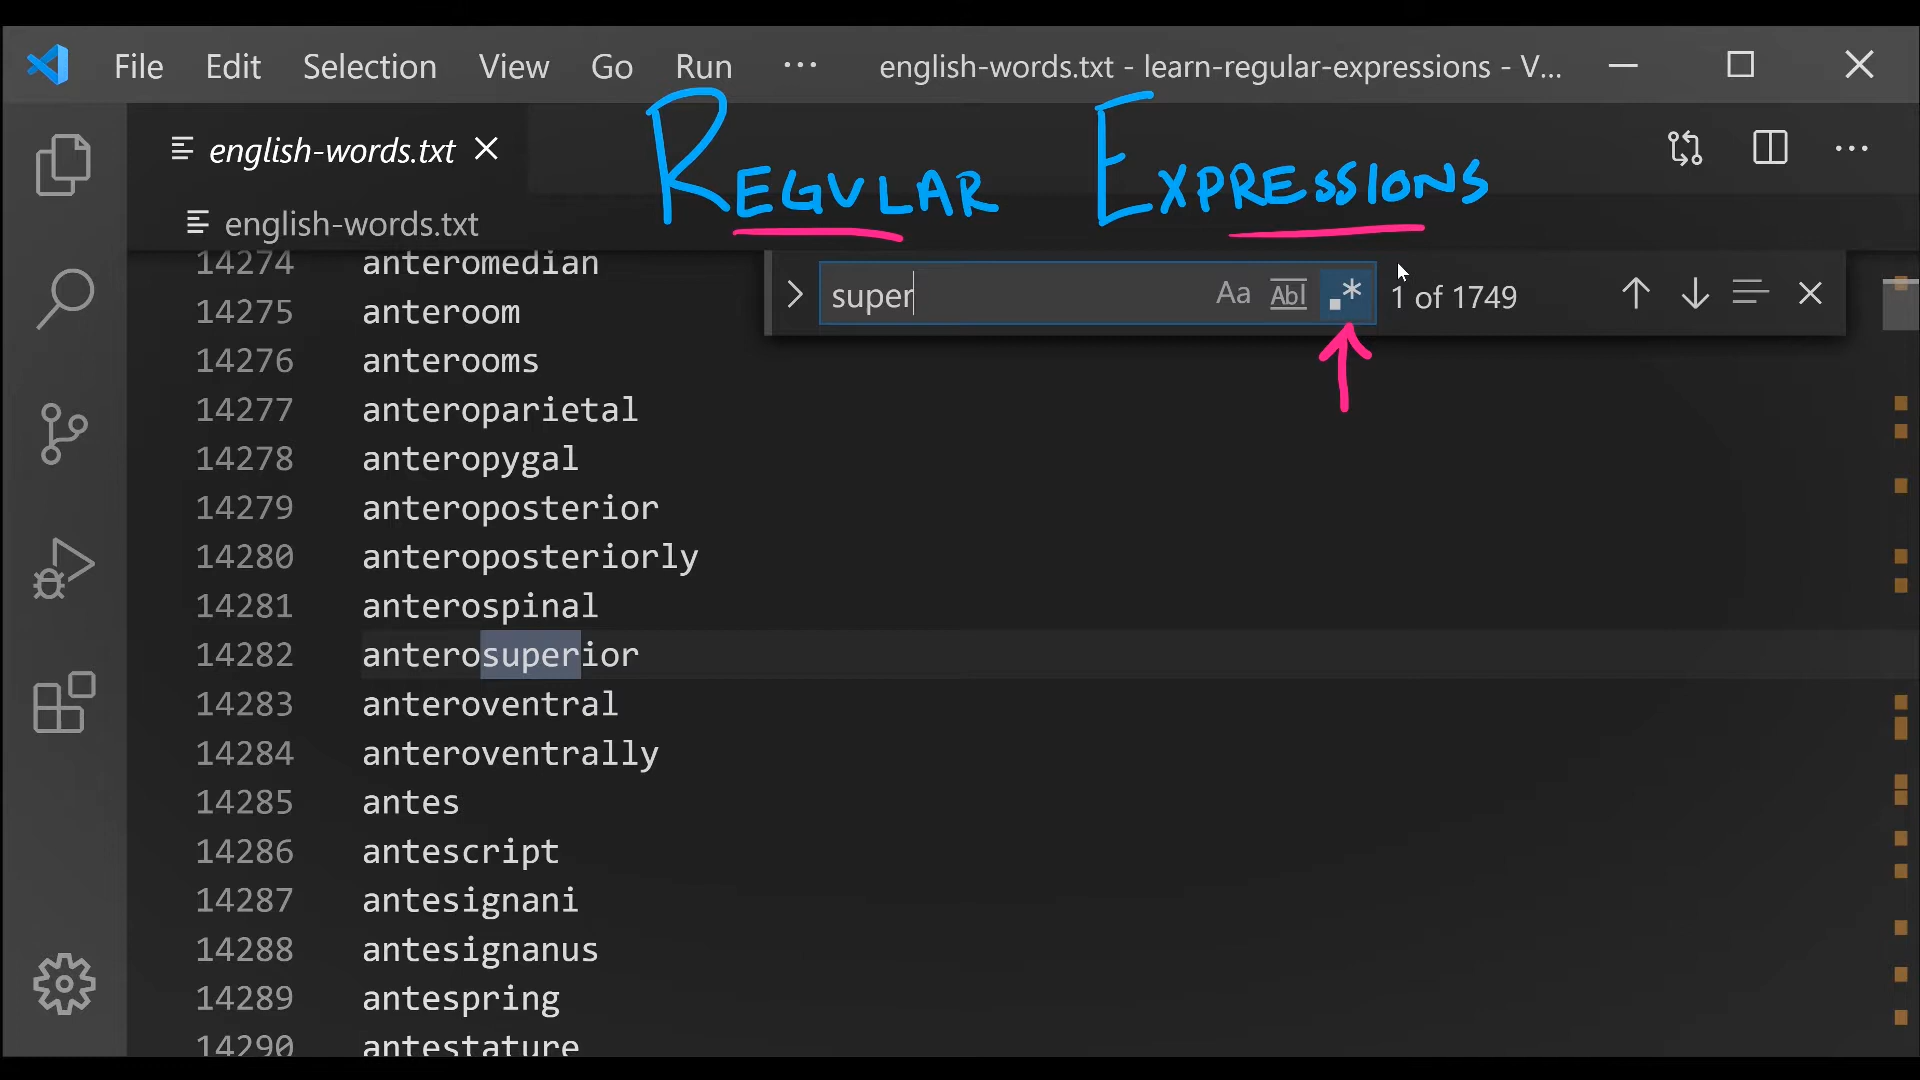 File Edit Selection View Go Run ··· english-words.txt - learn-regular-expressions - V...
english-words.txt
REGULAR EXPRESSIONS
english-words.txt
super Aa Abl .* 1 of 1749
14274 anteromedian
14275 anteroom
14276 anterooms
14277 anteroparietal
14278 anteropygal
14279 anteroposterior
14280 anteroposteriorly
14281 anterospinal
14282 anterosuperior
14283 anteroventral
14284 anteroventrally
14285 antes
14286 antescript
14287 antesignani
14288 antesignanus
14289 antespring
14290 antestature